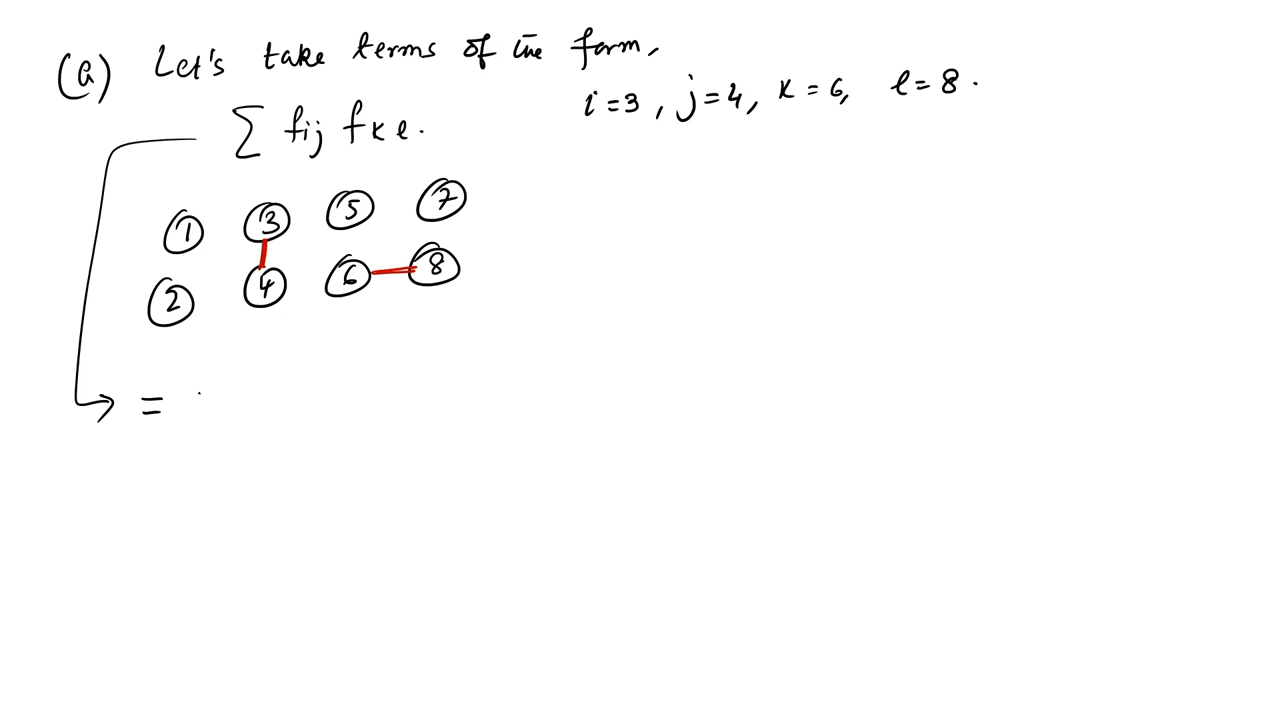 (a) Let's take terms of the form,
i = 3, j = 4, k = 6, l = 8.
∑ fij fkl.
1 3 5 7
2 4 6 8
=